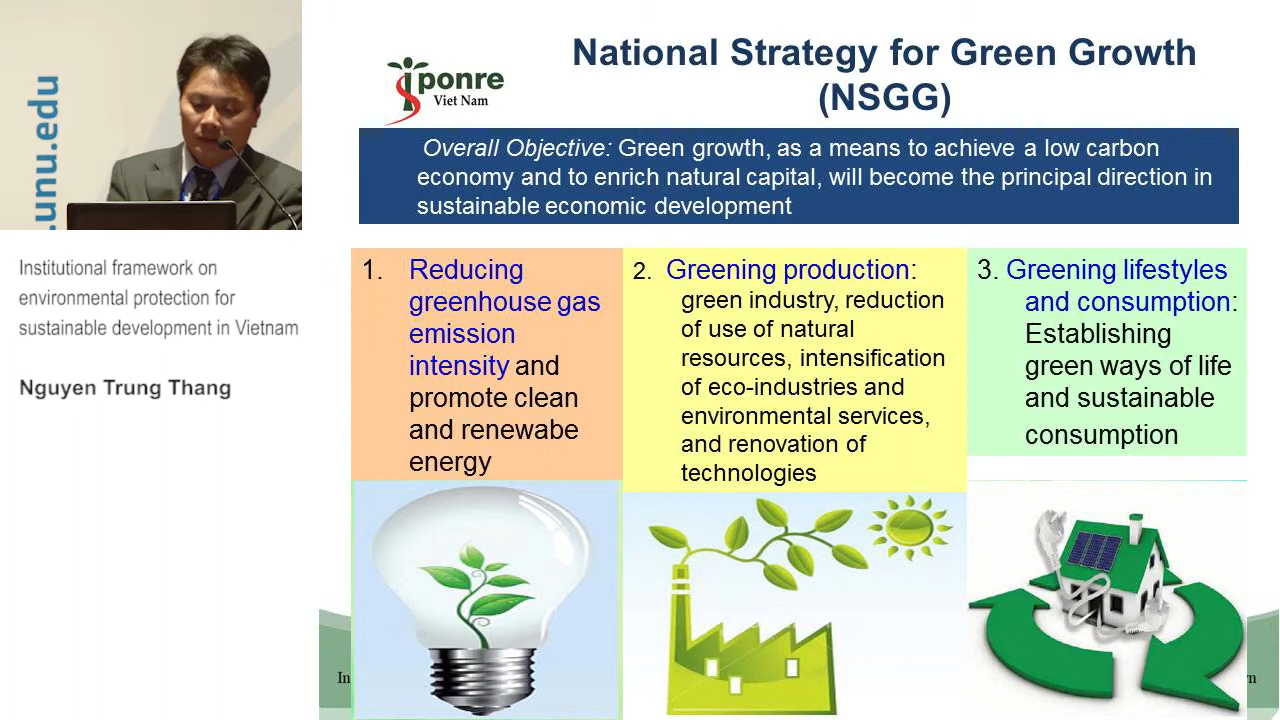 .unu.edu
Institutional framework on
environmental protection for
sustainable development in Vietnam
Nguyen Trung Thang
iponre
Viet Nam
National Strategy for Green Growth
(NSGG)
Overall Objective: Green growth, as a means to achieve a low carbon
economy and to enrich natural capital, will become the principal direction in
sustainable economic development
1. Reducing
greenhouse gas
emission
intensity and
promote clean
and renewabe
energy
2. Greening production:
green industry, reduction
of use of natural
resources, intensification
of eco-industries and
environmental services,
and renovation of
technologies
3. Greening lifestyles
and consumption:
Establishing
green ways of life
and sustainable
consumption